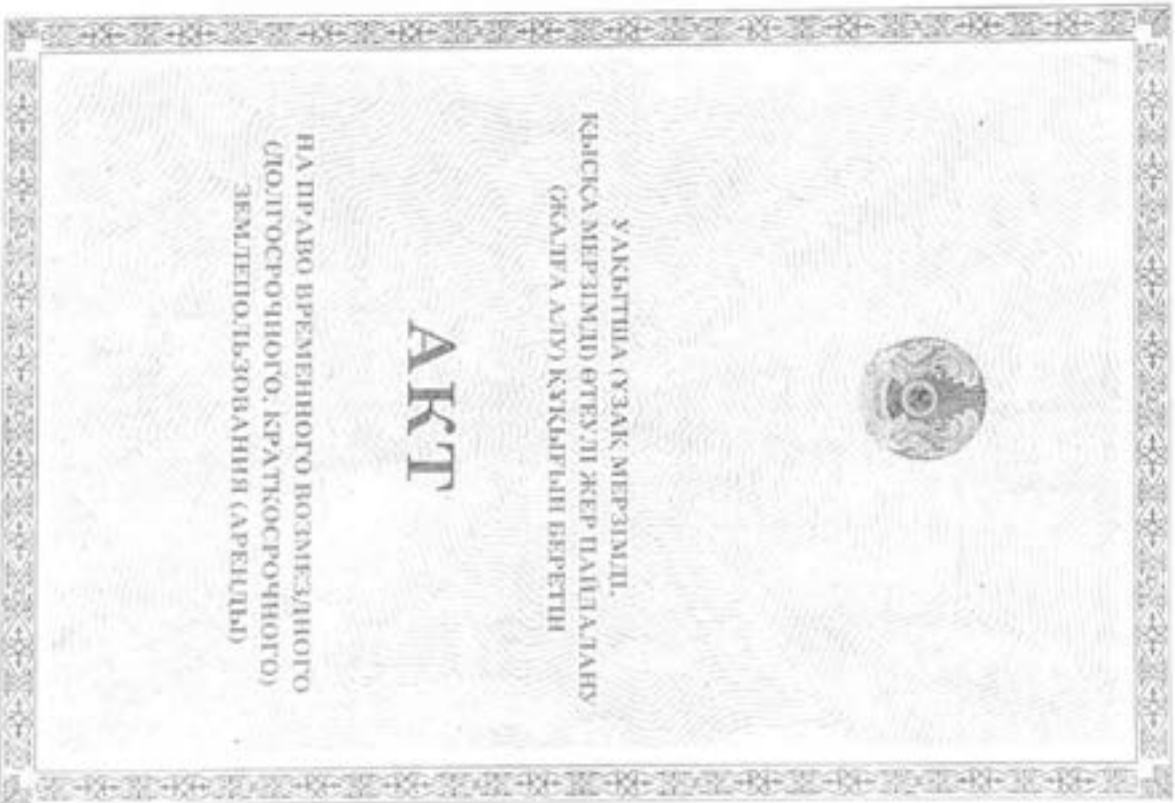 УАҚЫТША (ҰЗАҚ МЕРЗІМДІ,
ҚЫСҚА МЕРЗІМДІ) ӨТЕУЛІ ЖЕР ПАЙДАЛАНУ
(ЖАЛҒА АЛУ) ҚҰҚЫҒЫН БЕРЕТІН
АКТ
НА ПРАВО ВРЕМЕННОГО ВОЗМЕЗДНОГО
(ДОЛГОСРОЧНОГО, КРАТКОСРОЧНОГО)
ЗЕМЛЕПОЛЬЗОВАНИЯ (АРЕНДЫ)